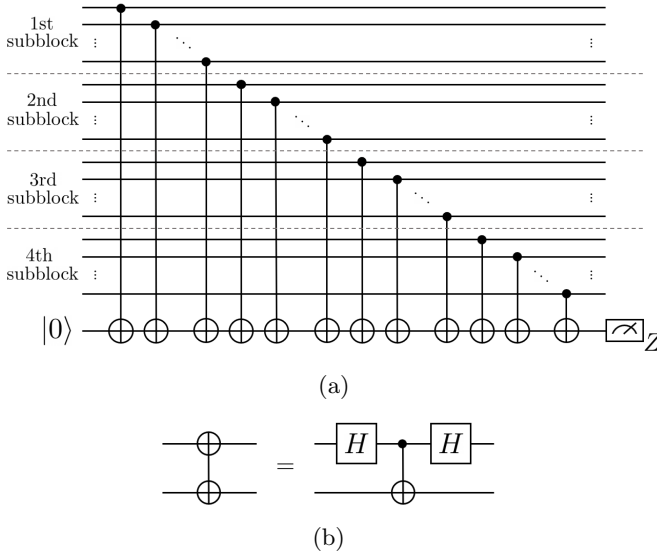 1st
subblock
2nd
subblock
3rd
subblock
4th
subblock
|0⟩
Z
(a)
H H
=
(b)